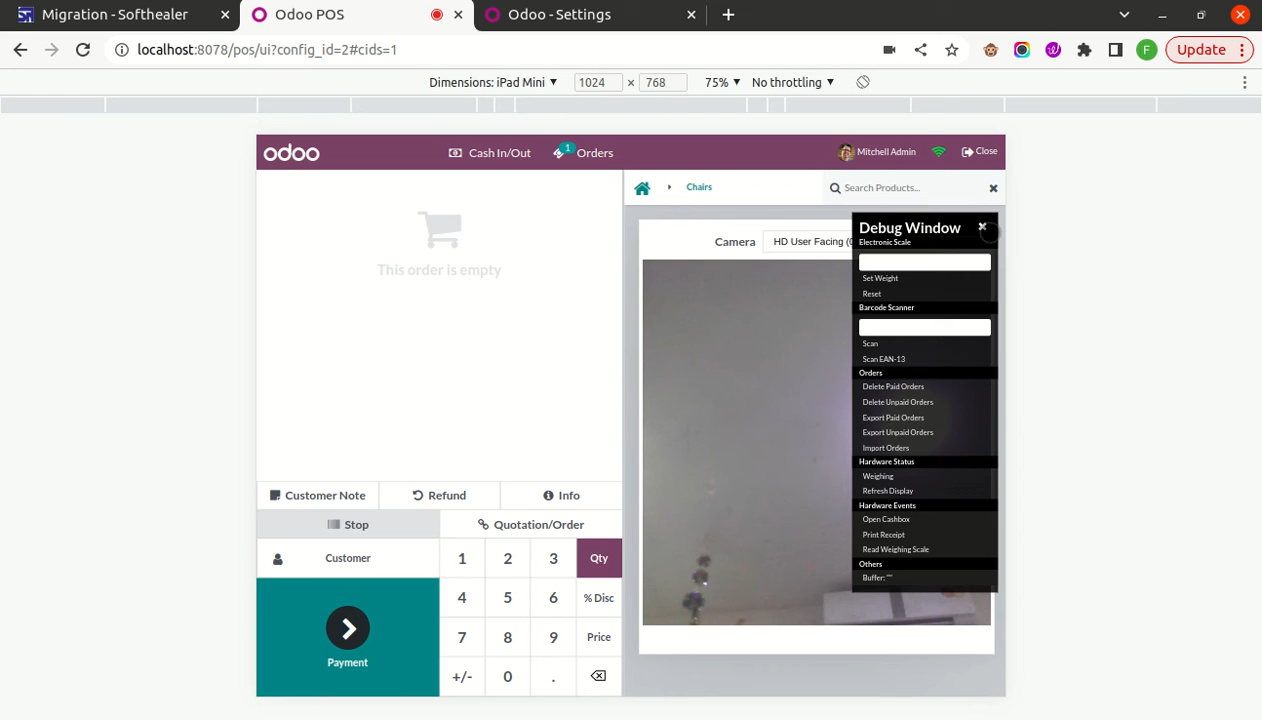 Migration - Softhealer
Odoo POS
Odoo - Settings
localhost:8078/pos/ui?config_id=2#cids=1
F
Update
Dimensions: iPad Mini
1024 × 768
75%
No throttling
odoo
Cash In/Out
1
Orders
Mitchell Admin
Close
Chairs
Search Products...
This order is empty
Camera
HD User Facing (0
Debug Window
Electronic Scale
Set Weight
Reset
Barcode Scanner
Scan
Scan EAN-13
Orders
Delete Paid Orders
Delete Unpaid Orders
Export Paid Orders
Export Unpaid Orders
Import Orders
Hardware Status
Weighing
Refresh Display
Hardware Events
Open Cashbox
Print Receipt
Read Weighing Scale
Others
Buffer: ""
Customer Note
Refund
Info
Stop
Quotation/Order
Customer
1 2 3 Qty
4 5 6 % Disc
7 8 9 Price
+/- 0 .
Payment